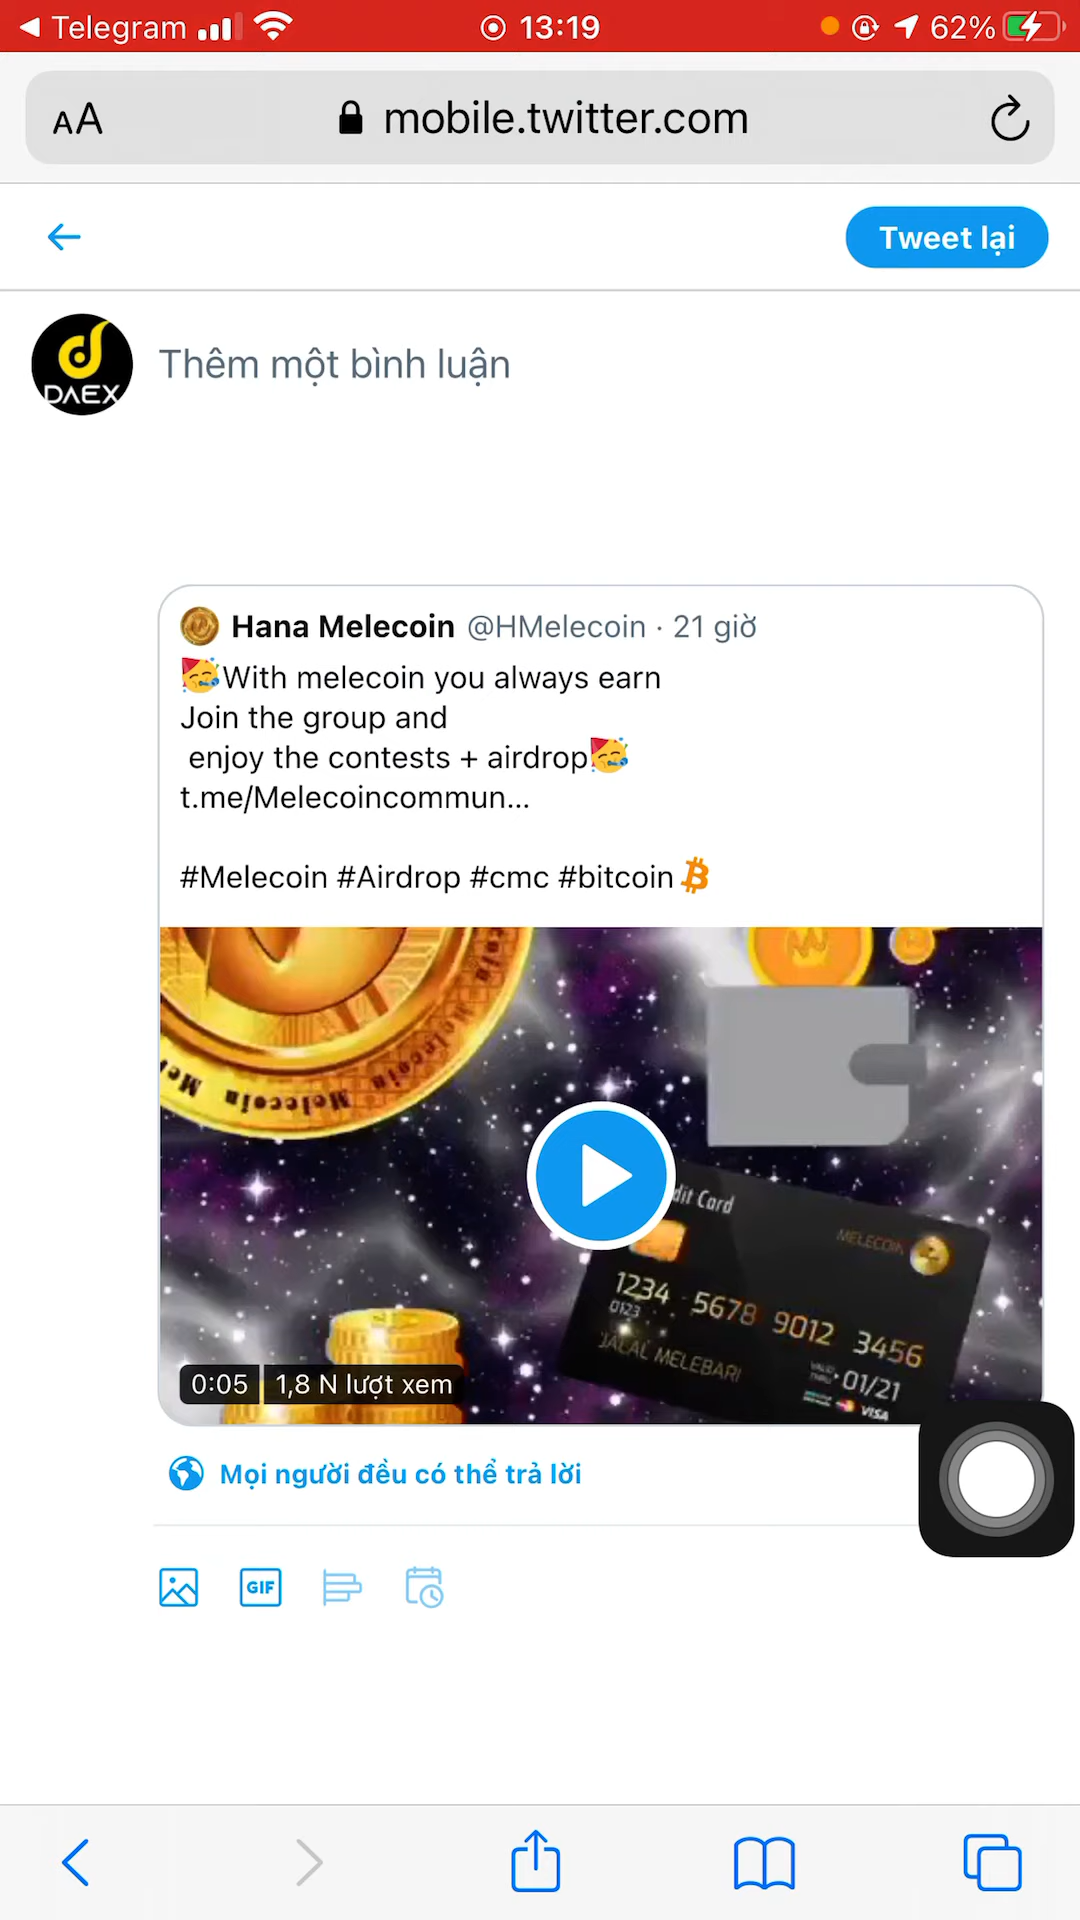 Telegram
13:19
62%
AA
mobile.twitter.com
Tweet lại
DAEX
Thêm một bình luận
Hana Melecoin @HMelecoin · 21 giờ
🥳With melecoin you always earn
Join the group and
enjoy the contests + airdrop🥳
t.me/Melecoincommun...
#Melecoin #Airdrop #cmc #bitcoin
Melecoin
dit Card
MELECOIN
1234 5678 9012 3456
0123
JALAL MELEBARI
VALID THRU 01/21
VISA
0:05 1,8 N lượt xem
Mọi người đều có thể trả lời
GIF